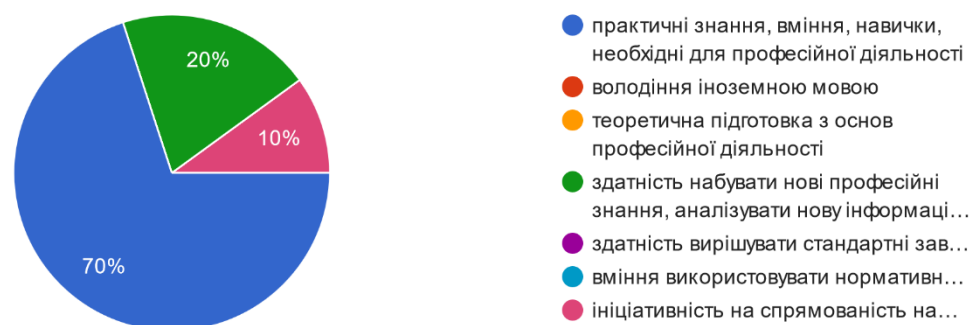 20%
10%
70%
практичні знання, вміння, навички,
необхідні для професійної діяльності
володіння іноземною мовою
теоретична підготовка з основ
професійної діяльності
здатність набувати нові професійні
знання, аналізувати нову інформаці…
здатність вирішувати стандартні зав…
вміння використовувати нормативн…
ініціативність на спрямованість на…